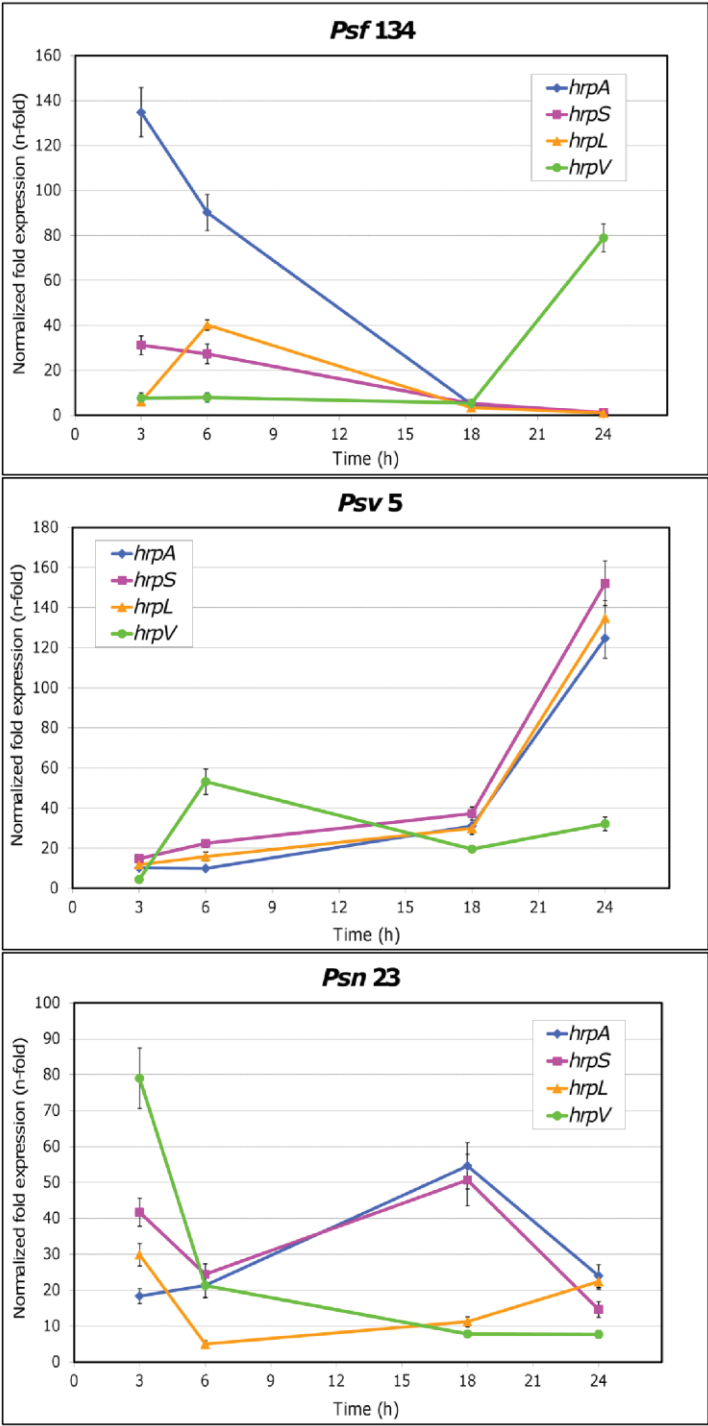 Psf 134
Normalized fold expression (n-fold)
160
140
120
100
80
60
40
20
0
hrpA
hrpS
hrpL
hrpV
0 3 6 9 12 15 18 21 24
Time (h)
Psv 5
Normalized fold expression (n-fold)
180
160
140
120
100
80
60
40
20
0
hrpA
hrpS
hrpL
hrpV
0 3 6 9 12 15 18 21 24
Time (h)
Psn 23
Normalized fold expression (n-fold)
100
90
80
70
60
50
40
30
20
10
0
hrpA
hrpS
hrpL
hrpV
0 3 6 9 12 15 18 21 24
Time (h)